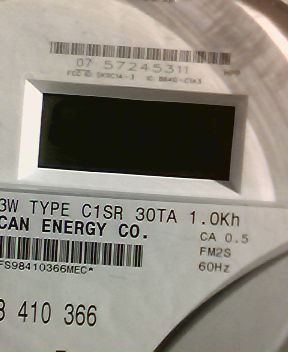 07 57245311
3W TYPE C1SR 30TA 1.0Kh
CAN ENERGY CO.
CA 0.5
FM2S
60Hz
FS98410366MEC*
8 410 366